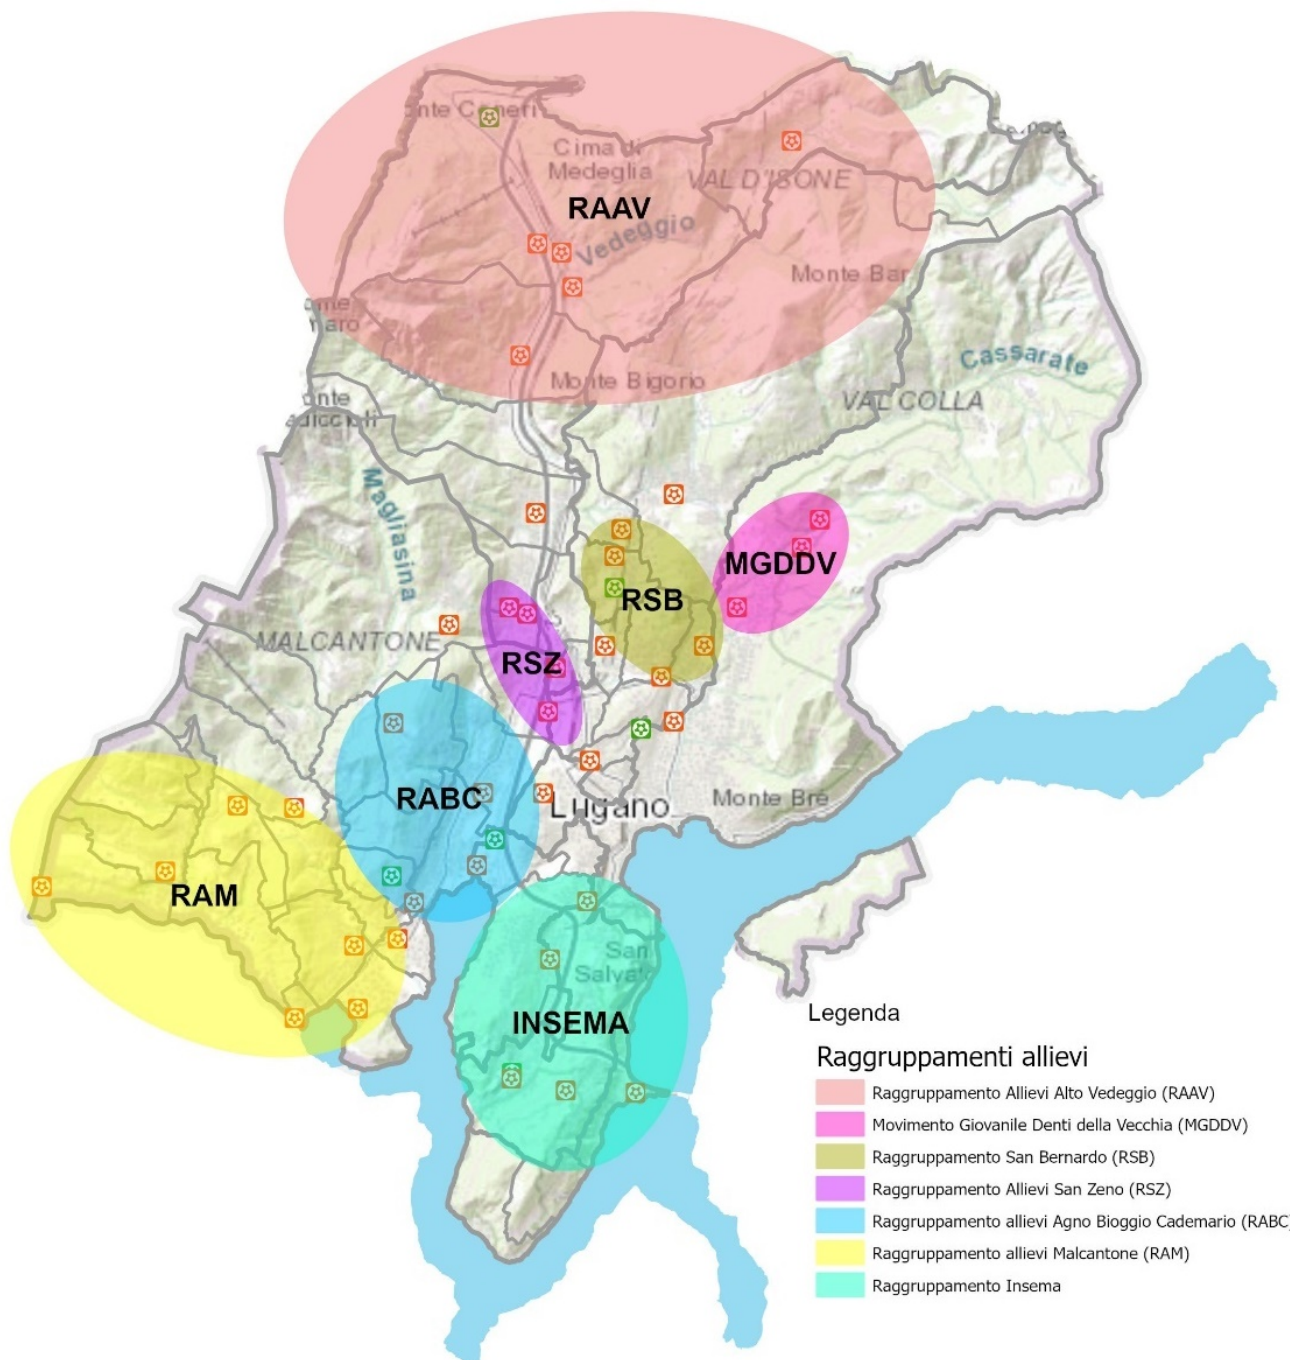 Cima di
Medeglia
VAL D'ISONE
RAAV
Vedeggio
Monte Bar
Monte Bigorio
Cassarate
VAL COLLA
Magliasina
MGDDV
RSB
MALCANTONE
RSZ
RABC
Lugano
Monte Brè
RAM
San
INSEMA
Legenda
Raggruppamenti allievi
Raggruppamento Allievi Alto Vedeggio (RAAV)
Movimento Giovanile Denti della Vecchia (MGDDV)
Raggruppamento San Bernardo (RSB)
Raggruppamento Allievi San Zeno (RSZ)
Raggruppamento allievi Agno Bioggio Cademario (RABC)
Raggruppamento allievi Malcantone (RAM)
Raggruppamento Insema